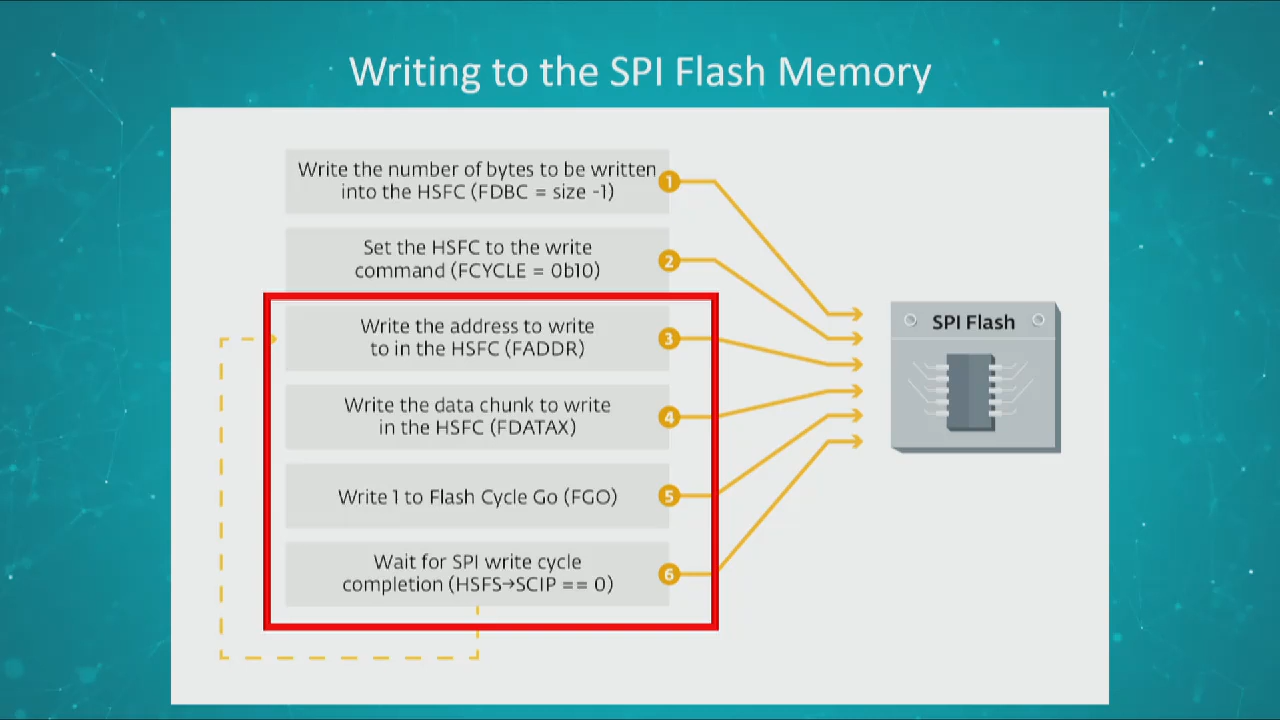 Writing to the SPI Flash Memory
Write the number of bytes to be written
into the HSFC (FDBC = size -1)
1
Set the HSFC to the write
command (FCYCLE = 0b10)
2
Write the address to write
to in the HSFC (FADDR)
3
Write the data chunk to write
in the HSFC (FDATAX)
4
Write 1 to Flash Cycle Go (FGO)
5
Wait for SPI write cycle
completion (HSFS→SCIP == 0)
6
SPI Flash